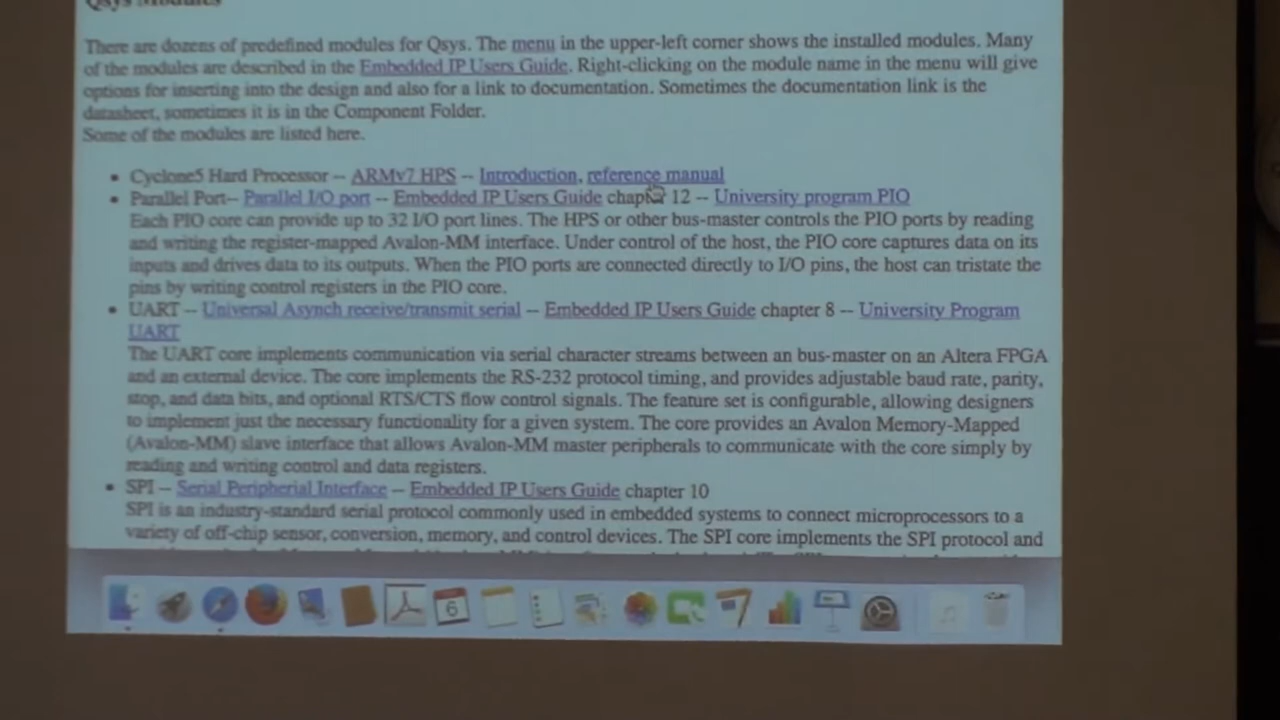 Qsys Modules
There are dozens of predefined modules for Qsys. The menu in the upper-left corner shows the installed modules. Many
of the modules are described in the Embedded IP Users Guide. Right-clicking on the module name in the menu will give
options for inserting into the design and also for a link to documentation. Sometimes the documentation link is the
datasheet, sometimes it is in the Component Folder.
Some of the modules are listed here.
• Cyclone5 Hard Processor -- ARMv7 HPS -- Introduction, reference manual
• Parallel Port-- Parallel I/O port -- Embedded IP Users Guide chapter 12 -- University program PIO
Each PIO core can provide up to 32 I/O port lines. The HPS or other bus-master controls the PIO ports by reading
and writing the register-mapped Avalon-MM interface. Under control of the host, the PIO core captures data on its
inputs and drives data to its outputs. When the PIO ports are connected directly to I/O pins, the host can tristate the
pins by writing control registers in the PIO core.
• UART -- Universal Asynch receive/transmit serial -- Embedded IP Users Guide chapter 8 -- University Program
UART
The UART core implements communication via serial character streams between an bus-master on an Altera FPGA
and an external device. The core implements the RS-232 protocol timing, and provides adjustable baud rate, parity,
stop, and data bits, and optional RTS/CTS flow control signals. The feature set is configurable, allowing designers
to implement just the necessary functionality for a given system. The core provides an Avalon Memory-Mapped
(Avalon-MM) slave interface that allows Avalon-MM master peripherals to communicate with the core simply by
reading and writing control and data registers.
• SPI -- Serial Peripherial Interface -- Embedded IP Users Guide chapter 10
SPI is an industry-standard serial protocol commonly used in embedded systems to connect microprocessors to a
variety of off-chip sensor, conversion, memory, and control devices. The SPI core implements the SPI protocol and
6